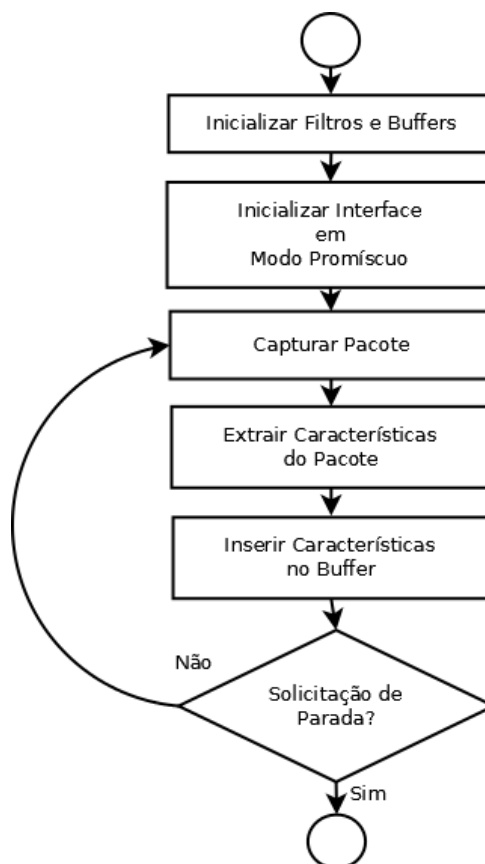 Inicializar Filtros e Buffers
Inicializar Interface
em
Modo Promíscuo
Capturar Pacote
Extrair Características
do Pacote
Inserir Características
no Buffer
Não
Solicitação de
Parada?
Sim